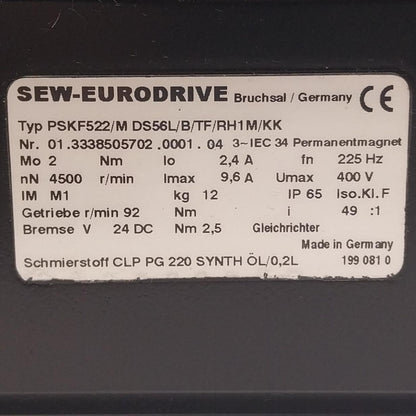 SEW-EURODRIVE Bruchsal / Germany CE
Typ PSKF522/M DS56L/B/TF/RH1M/KK
Nr. 01.3338505702.0001.04 3~IEC 34 Permanentmagnet
Mo 2 Nm Io 2,4 A fn 225 Hz
nN 4500 r/min Imax 9,6 A Umax 400 V
IM M1 kg 12 IP 65 Iso.Kl.F
Getriebe r/min 92 Nm i 49 :1
Bremse V 24 DC Nm 2,5 Gleichrichter
Made in Germany
Schmierstoff CLP PG 220 SYNTH ÖL/0,2L 199 081 0